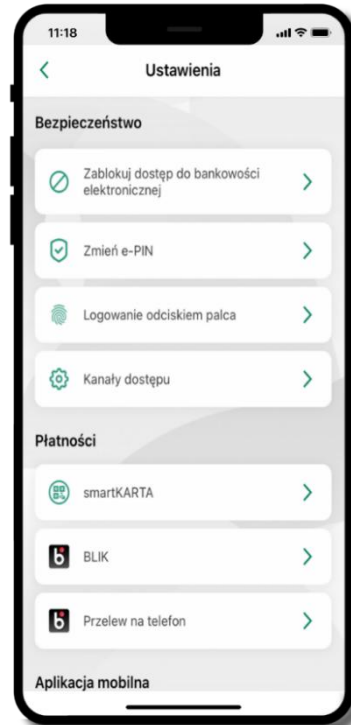 11:18
Ustawienia
Bezpieczeństwo
Zablokuj dostęp do bankowości
elektronicznej
Zmień e-PIN
Logowanie odciskiem palca
Kanały dostępu
Płatności
smartKARTA
BLIK
Przelew na telefon
Aplikacja mobilna